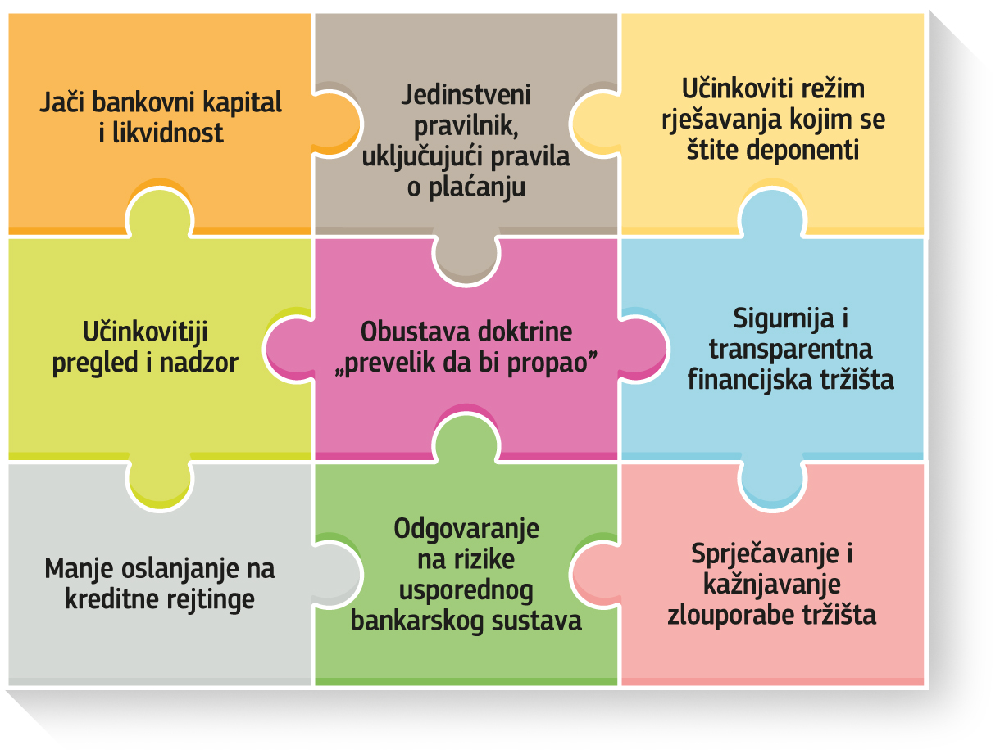 Jači bankovni kapital
i likvidnost
Jedinstveni
pravilnik,
uključujući pravila
o plaćanju
Učinkoviti režim
rješavanja kojim se
štite deponenti
Učinkovitiji
pregled i nadzor
Obustava doktrine
„prevelik da bi propao”
Sigurnija i
transparentna
financijska tržišta
Manje oslanjanje na
kreditne rejtinge
Odgovaranje
na rizike
usporednog
bankarskog sustava
Sprječavanje i
kažnjavanje
zlouporabe tržišta